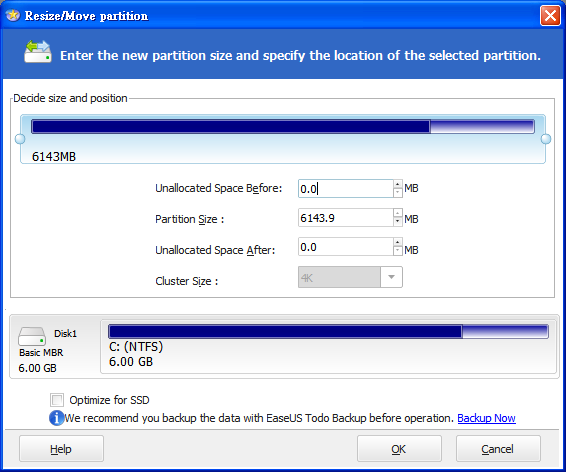 Resize/Move partition
Enter the new partition size and specify the location of the selected partition.
Decide size and position
6143MB
Unallocated Space Before: 0.0 MB
Partition Size : 6143.9 MB
Unallocated Space After: 0.0 MB
Cluster Size : 4K
Disk1
Basic MBR
6.00 GB
C: (NTFS)
6.00 GB
Optimize for SSD
We recommend you backup the data with EaseUS Todo Backup before operation. Backup Now
Help OK Cancel